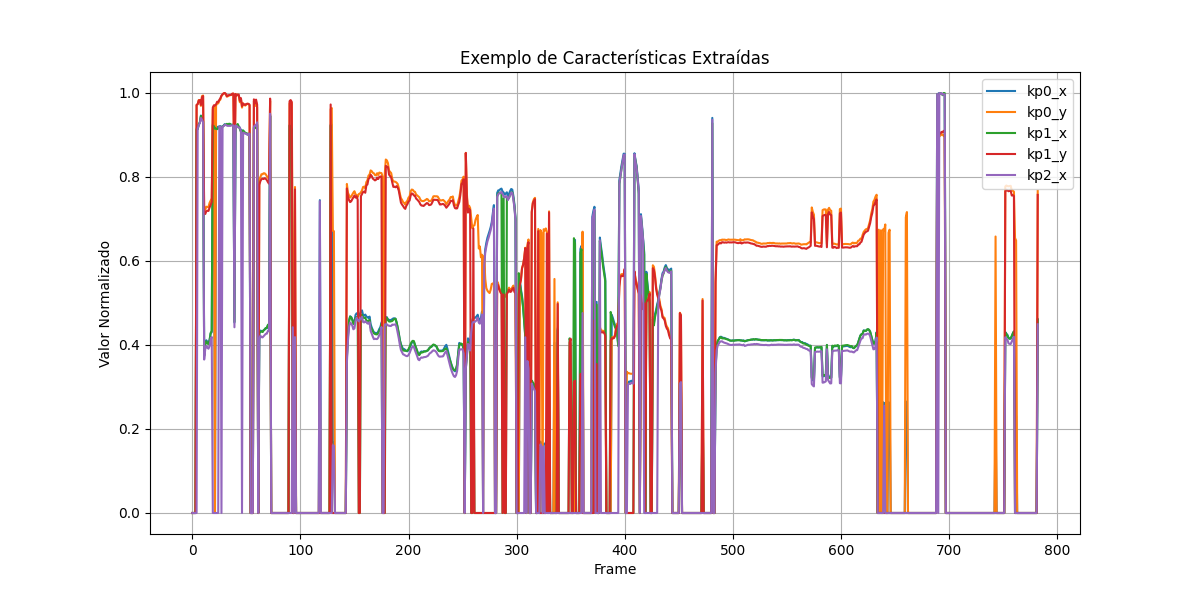 Exemplo de Características Extraídas
1.0
0.8
0.6
0.4
0.2
0.0
Valor Normalizado
0 100 200 300 400 500 600 700 800
Frame
kp0_x
kp0_y
kp1_x
kp1_y
kp2_x